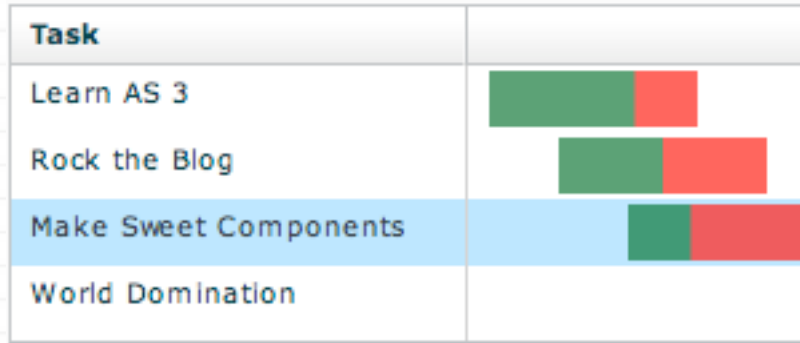 Task
Learn AS 3
Rock the Blog
Make Sweet Components
World Domination